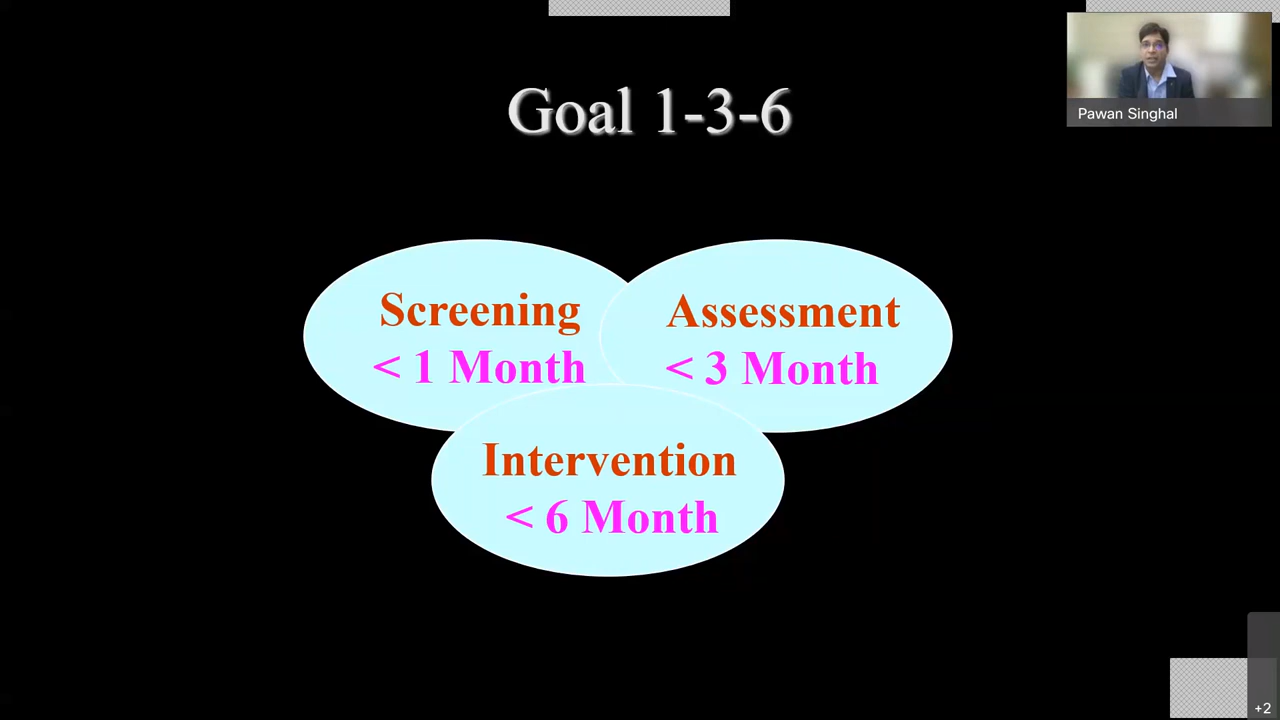 Goal 1-3-6
Pawan Singhal
Screening
< 1 Month
Assessment
< 3 Month
Intervention
< 6 Month
+2